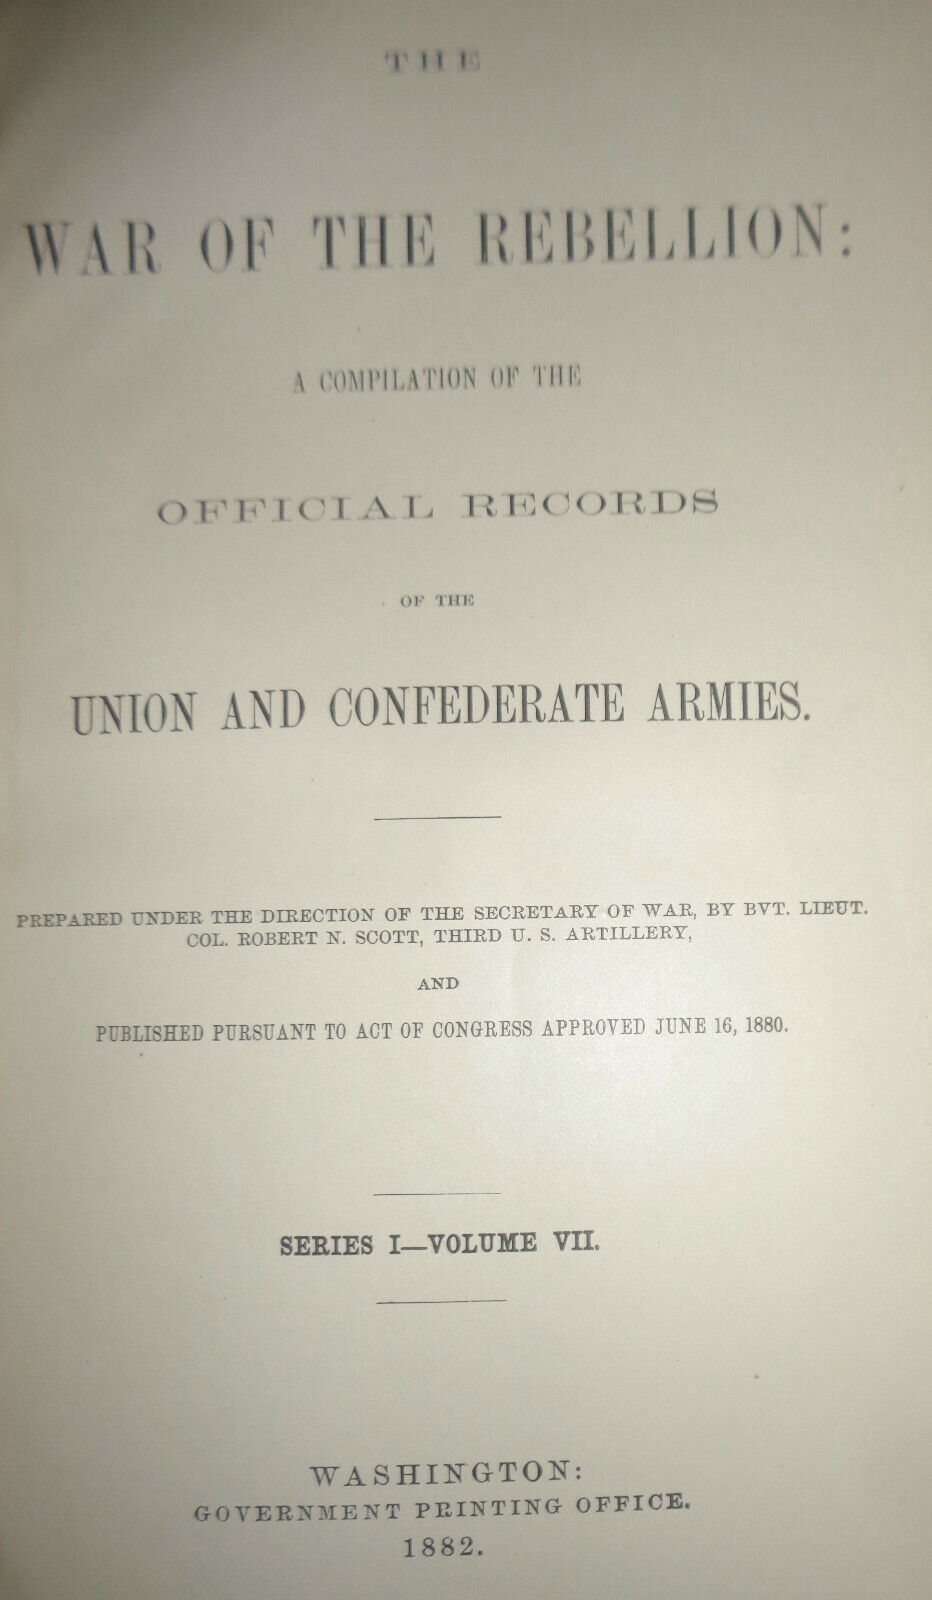 THE
WAR OF THE REBELLION:
A COMPILATION OF THE
OFFICIAL RECORDS
OF THE
UNION AND CONFEDERATE ARMIES.
PREPARED UNDER THE DIRECTION OF THE SECRETARY OF WAR, BY BVT. LIEUT.
COL. ROBERT N. SCOTT, THIRD U. S. ARTILLERY,
AND
PUBLISHED PURSUANT TO ACT OF CONGRESS APPROVED JUNE 16, 1880.
SERIES I—VOLUME VII.
WASHINGTON:
GOVERNMENT PRINTING OFFICE.
1882.